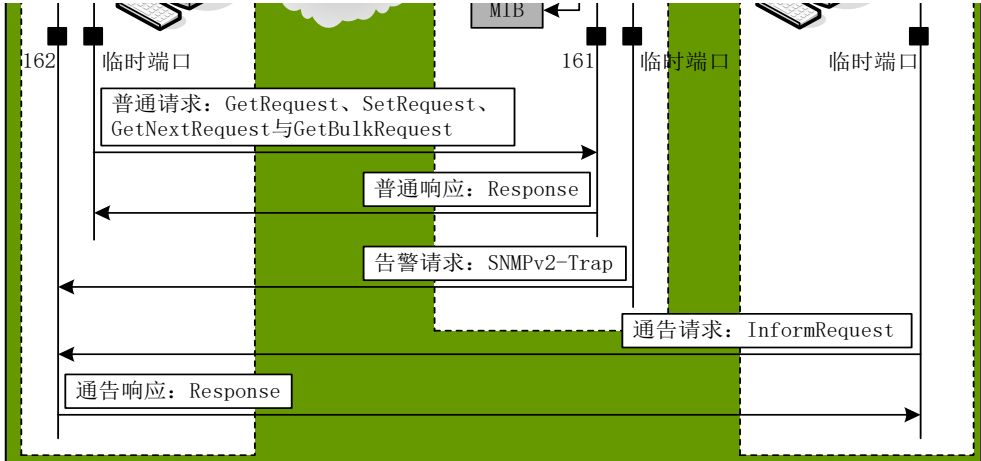 MIB
162
临时端口
161
临时端口
临时端口
普通请求：GetRequest、SetRequest、
GetNextRequest与GetBulkRequest
普通响应：Response
告警请求：SNMPv2-Trap
通告请求：InformRequest
通告响应：Response